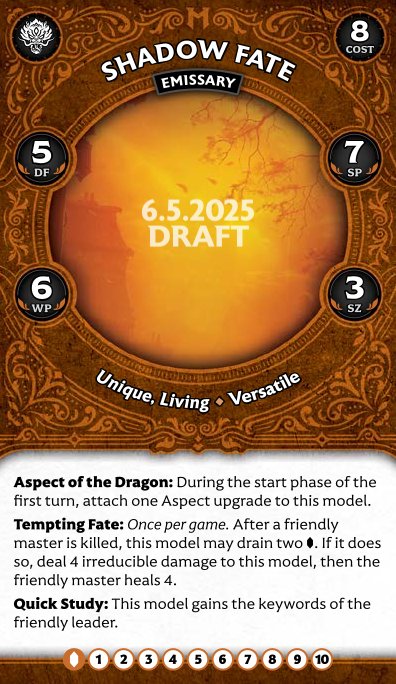 8
COST
SHADOW FATE
EMISSARY
5
DF
7
SP
6.5.2025
DRAFT
6
WP
3
SZ
Unique, Living • Versatile
Aspect of the Dragon: During the start phase of the
first turn, attach one Aspect upgrade to this model.
Tempting Fate: Once per game. After a friendly
master is killed, this model may drain two . If it does
so, deal 4 irreducible damage to this model, then the
friendly master heals 4.
Quick Study: This model gains the keywords of the
friendly leader.
1 2 3 4 5 6 7 8 9 10